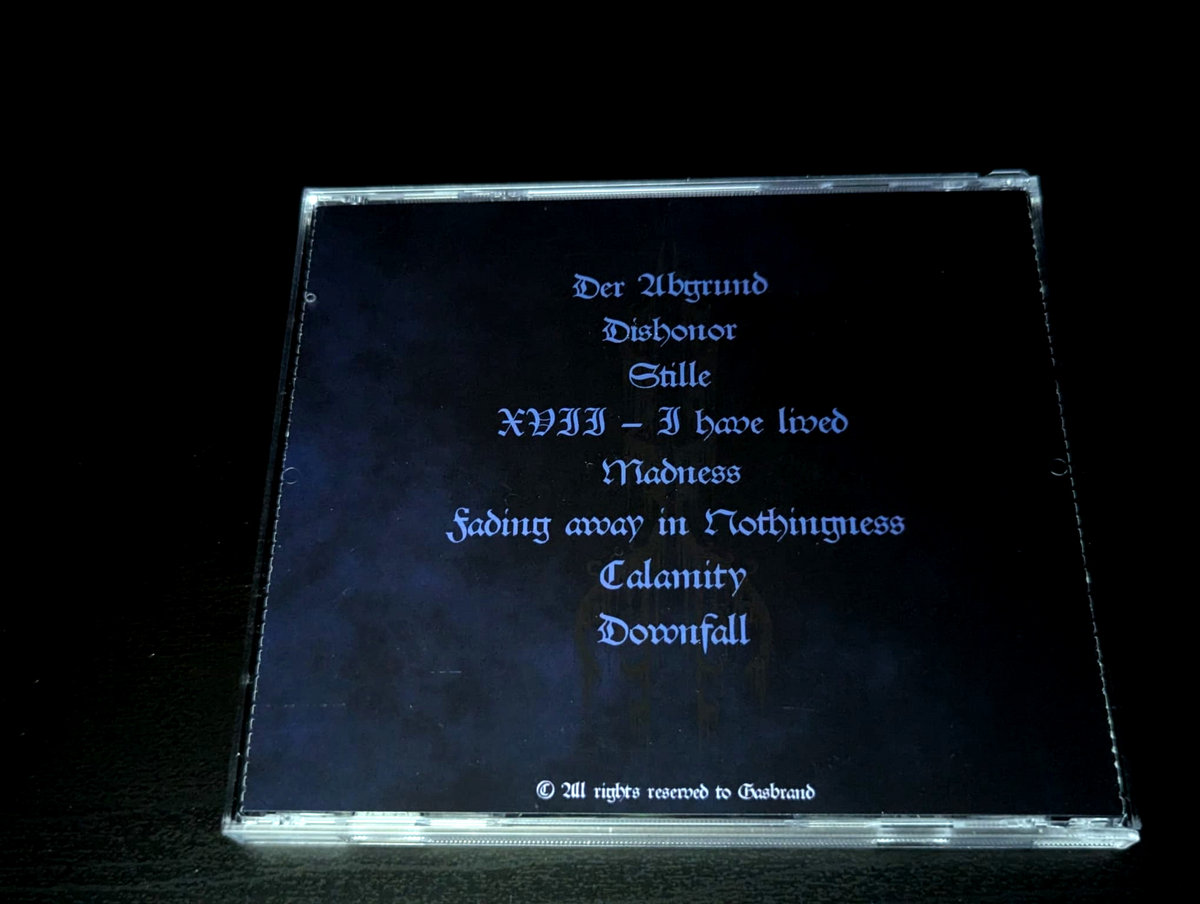 Der Abgrund
Dishonor
Stille
XVII – I have lived
Madness
Fading away in Nothingness
Calamity
Downfall
© All rights reserved to Gasbrand